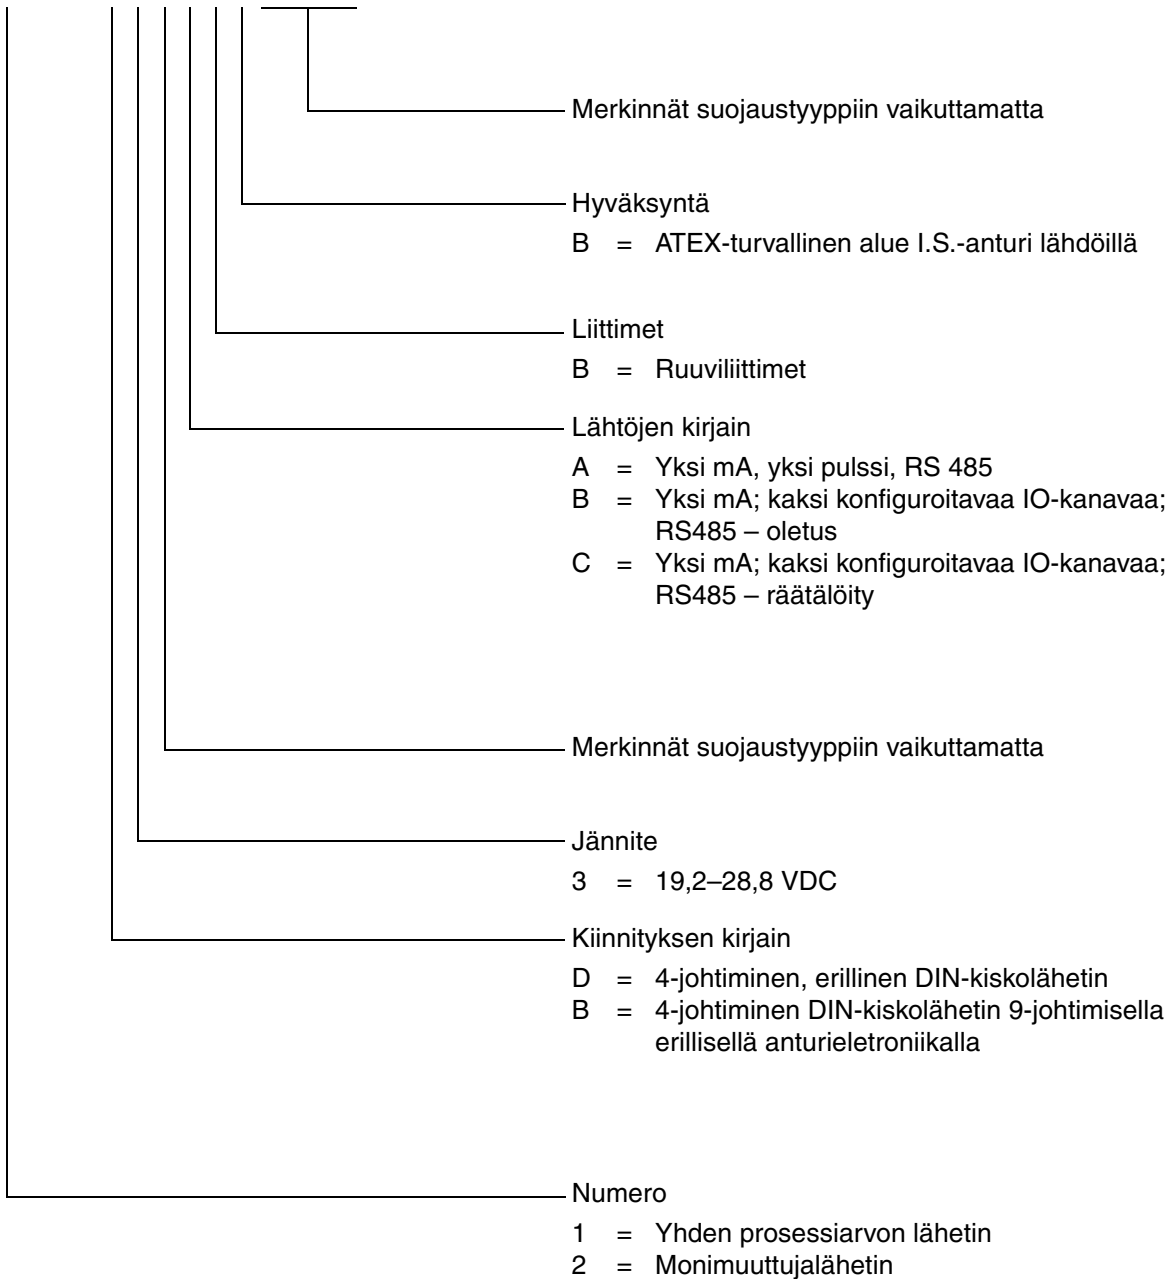 Merkinnät suojaustyyppiin vaikuttamatta
Hyväksyntä
B = ATEX-turvallinen alue I.S.-anturi lähdöillä
Liittimet
B = Ruuviliittimet
Lähtöjen kirjain
A = Yksi mA, yksi pulssi, RS 485
B = Yksi mA; kaksi konfiguroitavaa IO-kanavaa;
RS485 – oletus
C = Yksi mA; kaksi konfiguroitavaa IO-kanavaa;
RS485 – räätälöity
Merkinnät suojaustyyppiin vaikuttamatta
Jännite
3 = 19,2–28,8 VDC
Kiinnityksen kirjain
D = 4-johtiminen, erillinen DIN-kiskolähetin
B = 4-johtiminen DIN-kiskolähetin 9-johtimisella
erillisellä anturieletroniikalla
Numero
1 = Yhden prosessiarvon lähetin
2 = Monimuuttujalähetin